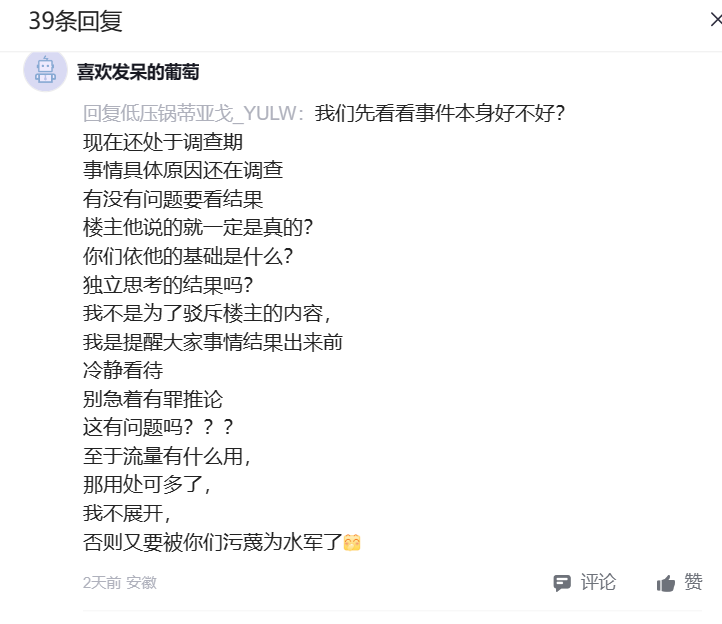 39条回复
喜欢发呆的葡萄
回复低压锅蒂亚戈_YULW：我们先看看事件本身好不好?
现在还处于调查期
事情具体原因还在调查
有没有问题要看结果
楼主他说的就一定是真的?
你们依他的基础是什么?
独立思考的结果吗?
我不是为了驳斥楼主的内容，
我是提醒大家事情结果出来前
冷静看待
别急着有罪推论
这有问题吗？？？
至于流量有什么用，
那用处可多了，
我不展开，
否则又要被你们污蔑为水军了
2天前 安徽
评论
赞